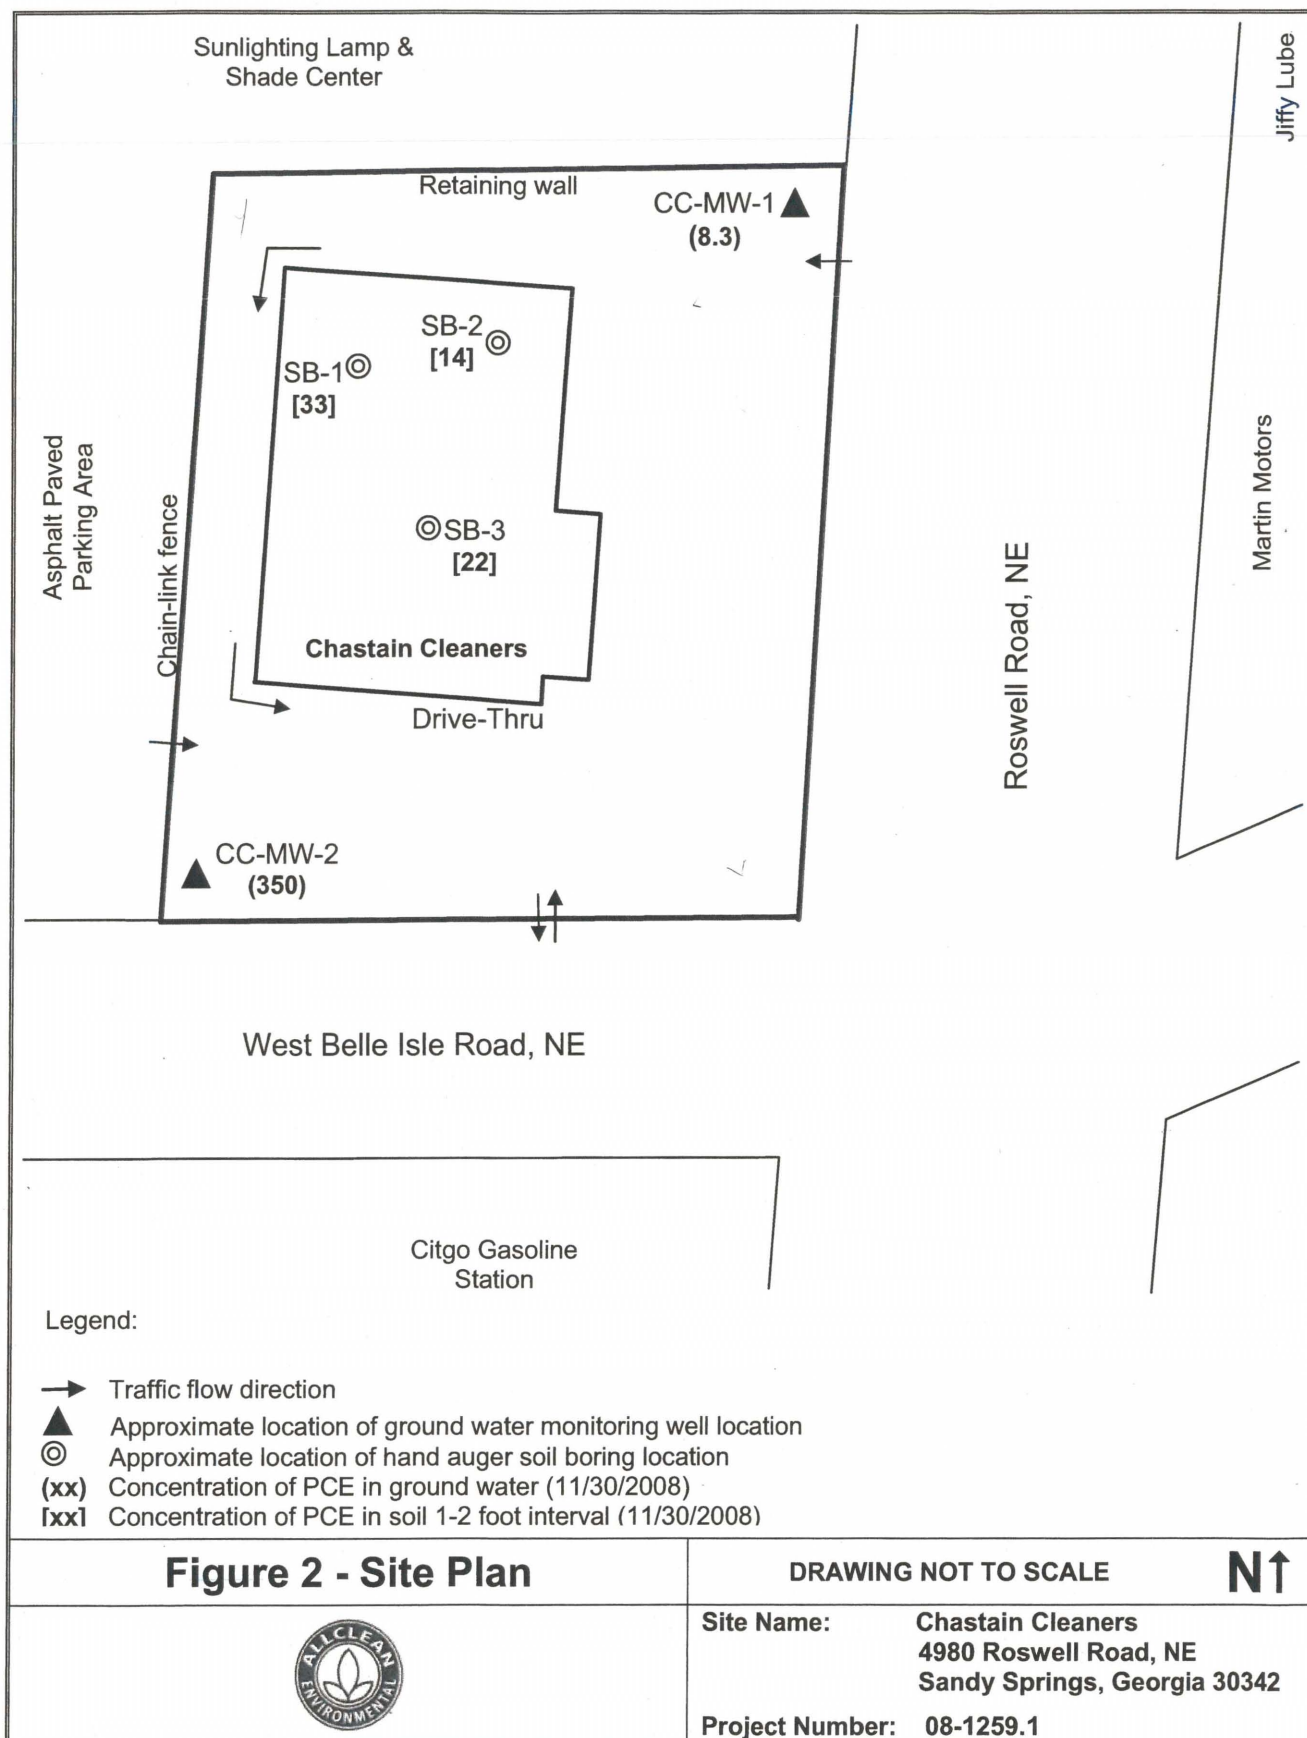 Sunlighting Lamp &
Shade Center
Jiffy Lube
Retaining wall
CC-MW-1
(8.3)
SB-2
[14]
SB-1
[33]
Asphalt Paved
Parking Area
Chain-link fence
SB-3
[22]
Martin Motors
Roswell Road, NE
Chastain Cleaners
Drive-Thru
CC-MW-2
(350)
West Belle Isle Road, NE
Citgo Gasoline
Station
Legend:
Traffic flow direction
Approximate location of ground water monitoring well location
Approximate location of hand auger soil boring location
(xx) Concentration of PCE in ground water (11/30/2008)
[xx] Concentration of PCE in soil 1-2 foot interval (11/30/2008)
Figure 2 - Site Plan
DRAWING NOT TO SCALE N↑
ALLCLEAN
ENVIRONMENTAL
Site Name: Chastain Cleaners
4980 Roswell Road, NE
Sandy Springs, Georgia 30342
Project Number: 08-1259.1